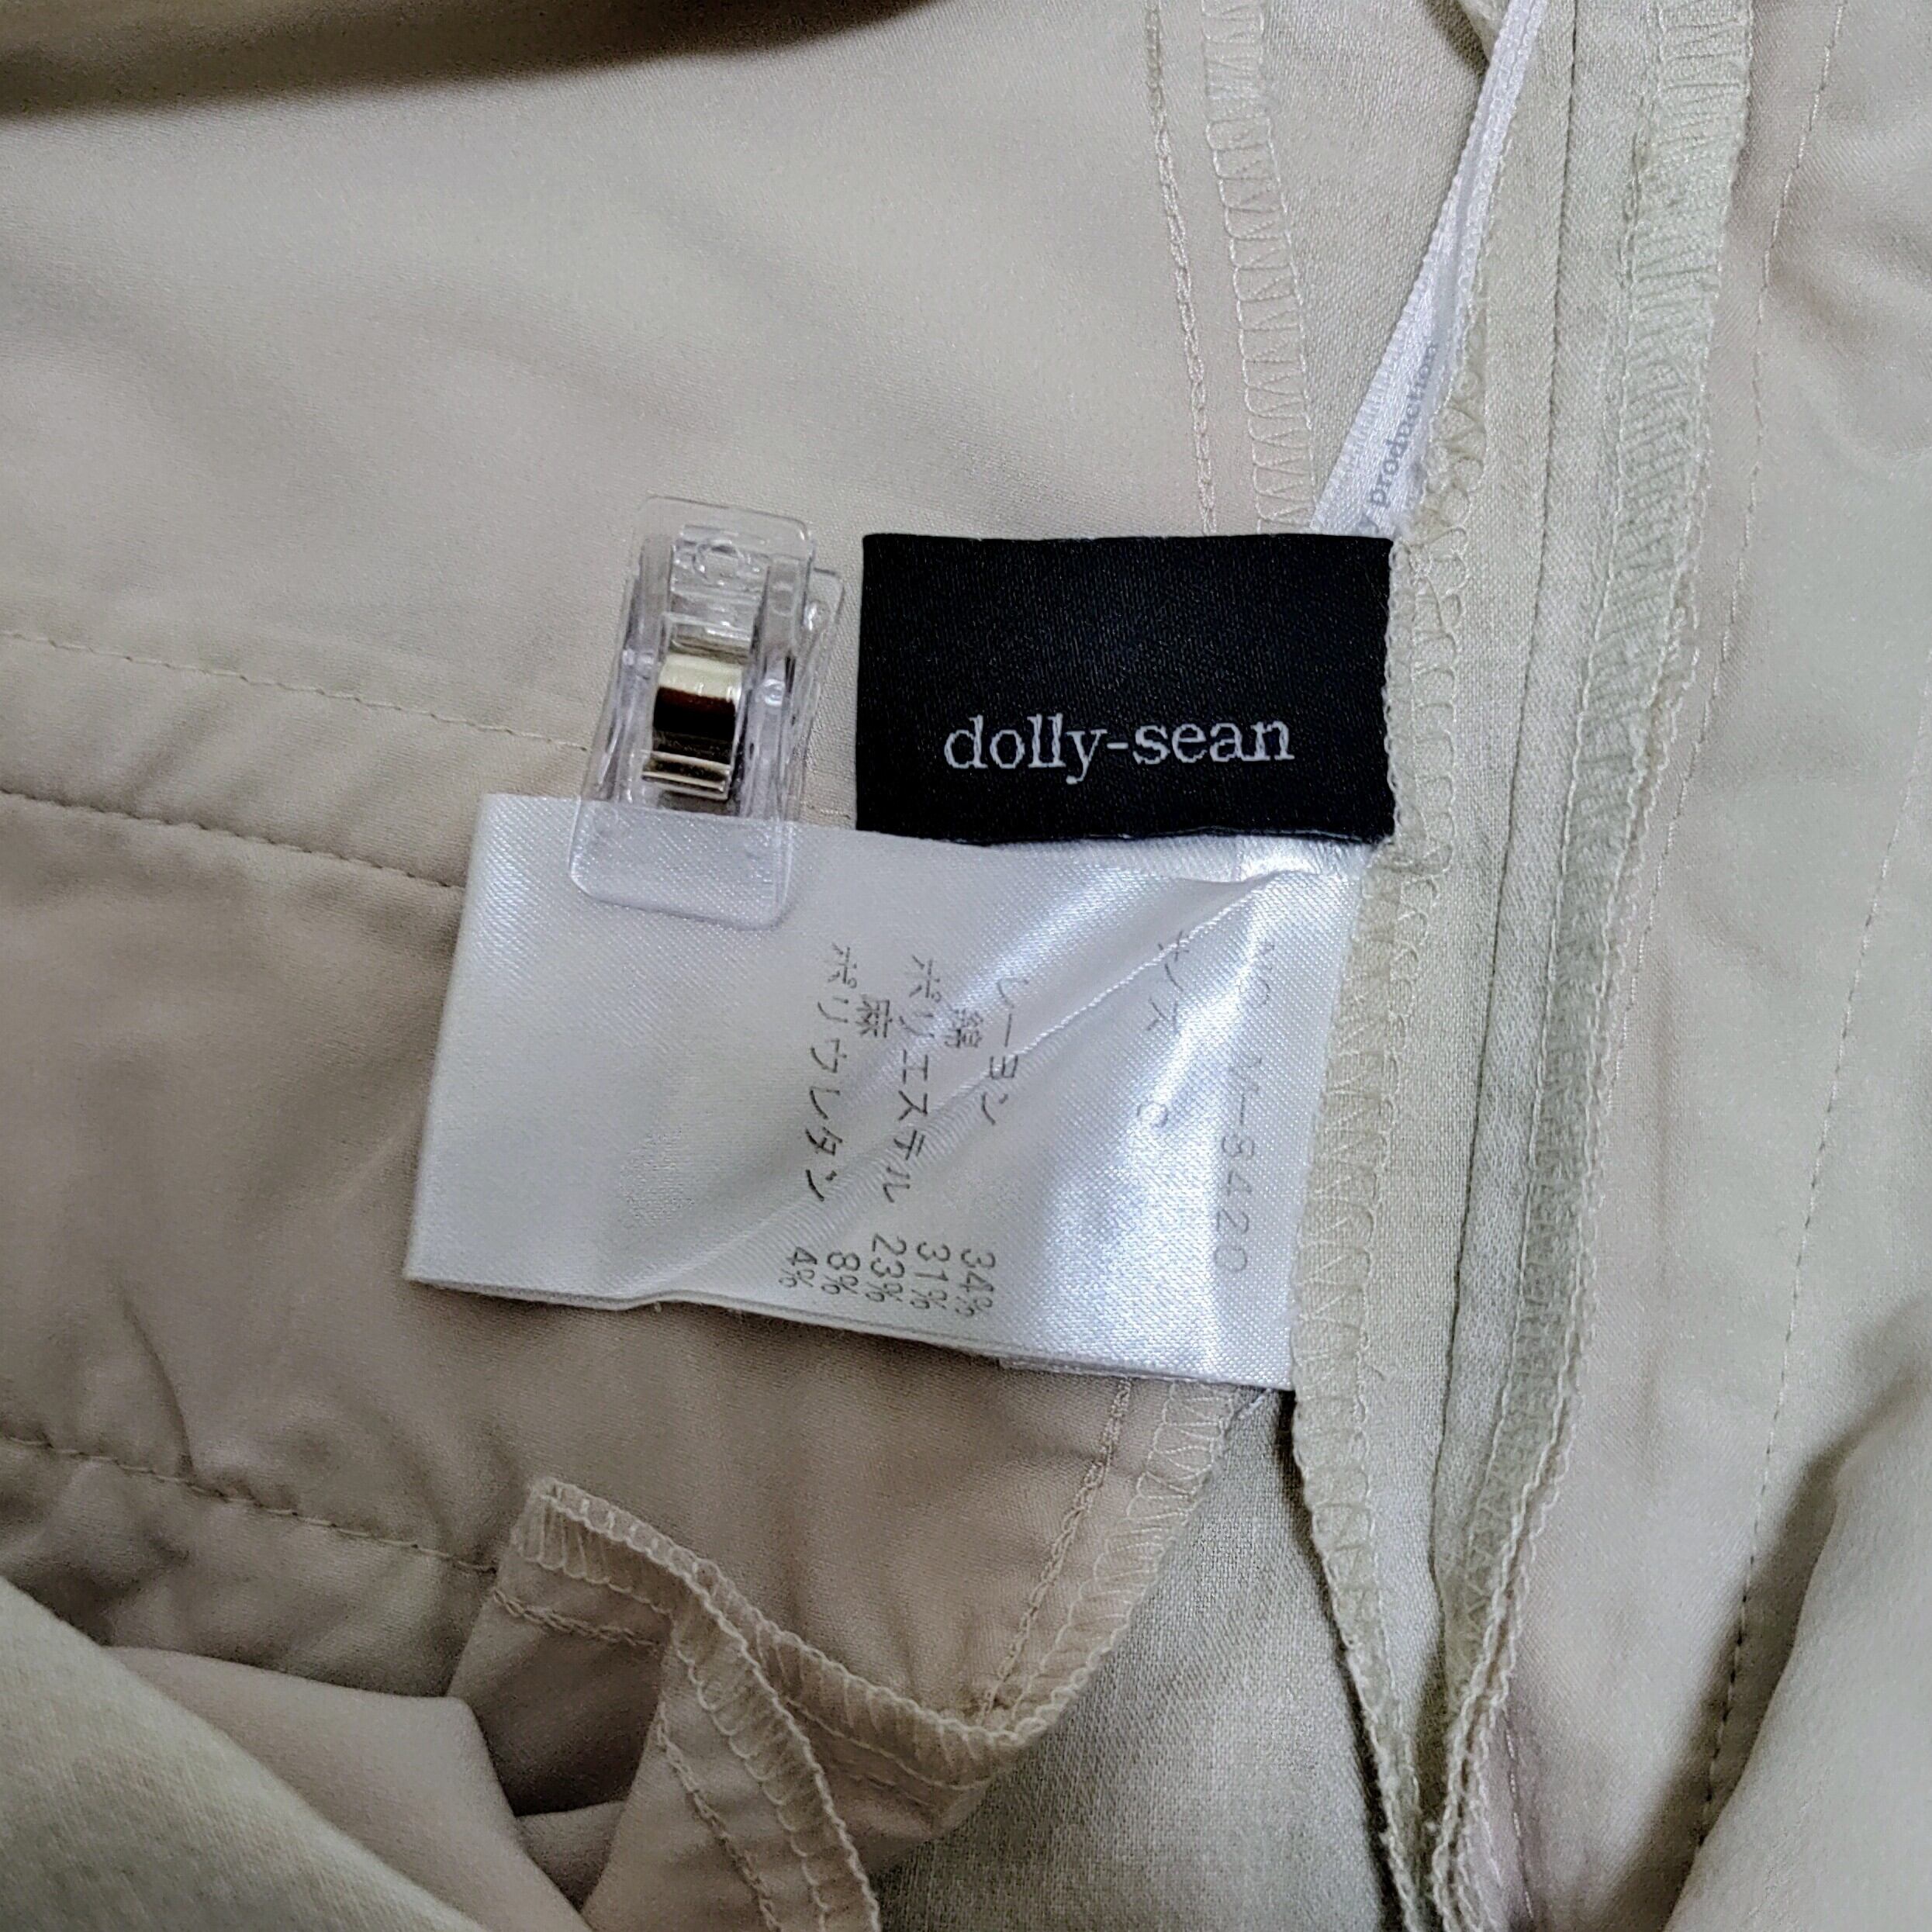 production
dolly-sean
レーヨン 34%
綿 31%
ポリエステル 23%
麻 8%
ポリウレタン 4%